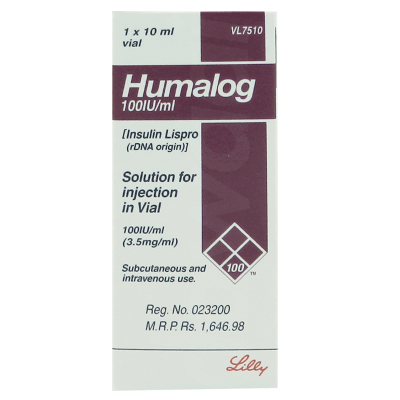 1 x 10 ml VL7510
vial
Humalog
100IU/ml
[Insulin Lispro
(rDNA origin)]
Solution for
injection
in Vial
100IU/ml
(3.5mg/ml)
100 ™
Subcutaneous and
intravenous use.
Reg. No. 023200
M.R.P. Rs. 1,646.98
Lilly